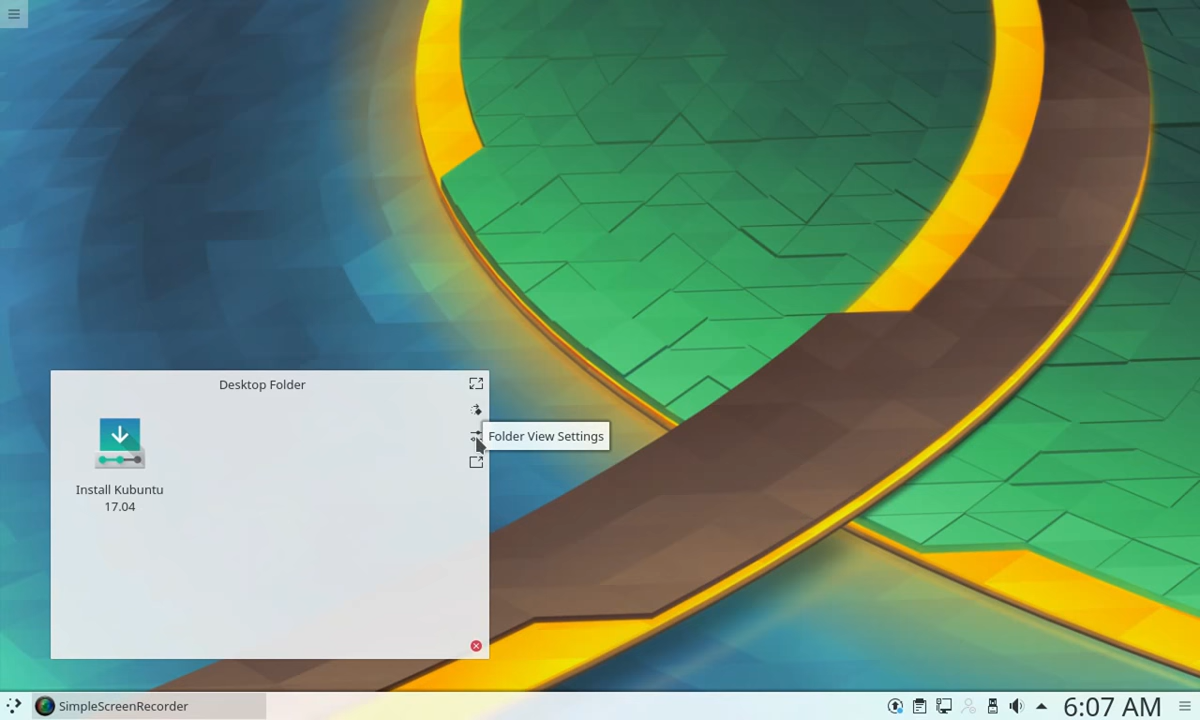 Desktop Folder
Folder View Settings
Install Kubuntu
17.04
SimpleScreenRecorder
6:07 AM